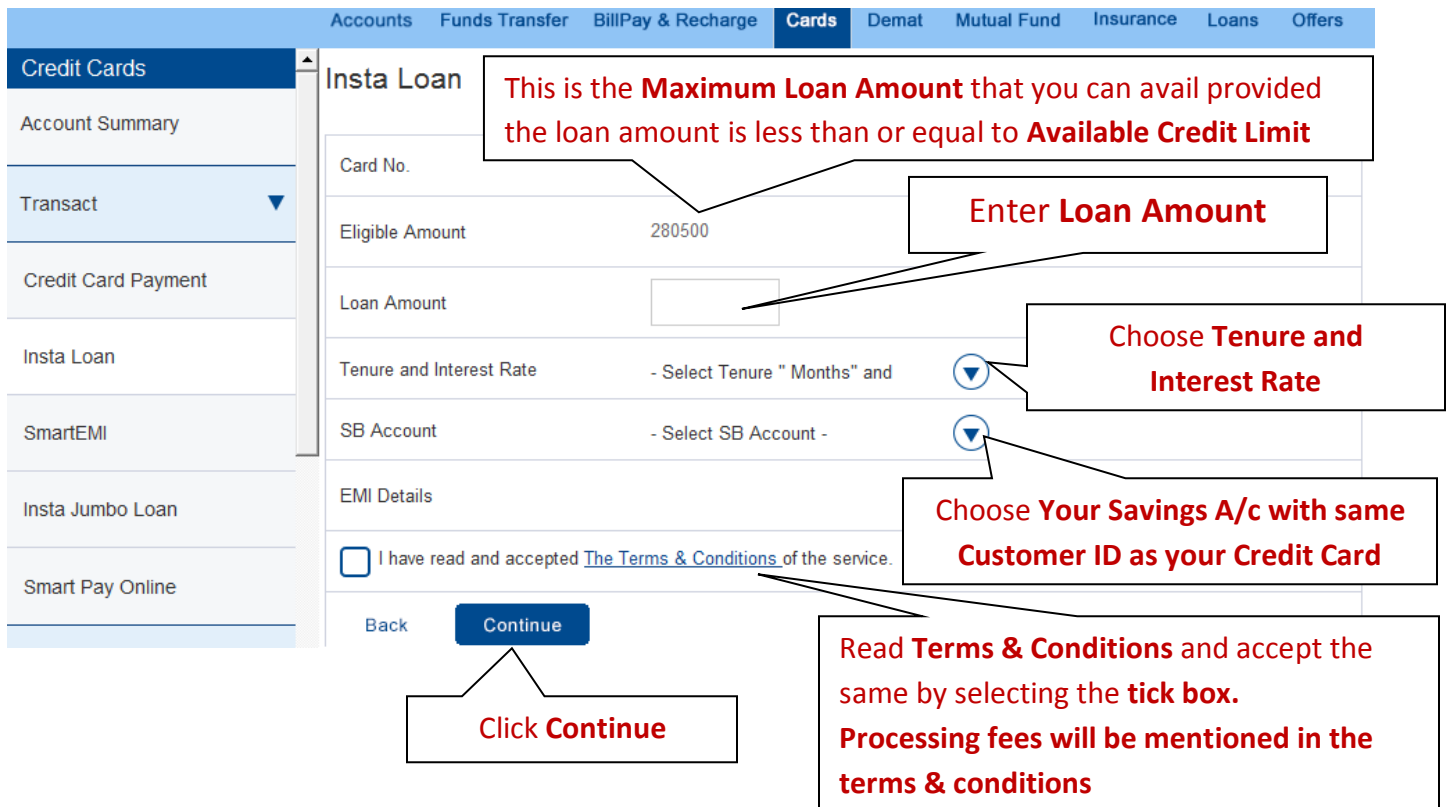 Accounts Funds Transfer BillPay & Recharge Cards Demat Mutual Fund Insurance Loans Offers
Credit Cards
Account Summary
Transact
Credit Card Payment
Insta Loan
SmartEMI
Insta Jumbo Loan
Smart Pay Online
Insta Loan
This is the Maximum Loan Amount that you can avail provided
the loan amount is less than or equal to Available Credit Limit
Card No.
Eligible Amount 280500
Enter Loan Amount
Loan Amount
Tenure and Interest Rate - Select Tenure " Months" and
Choose Tenure and
Interest Rate
SB Account - Select SB Account -
Choose Your Savings A/c with same
Customer ID as your Credit Card
EMI Details
I have read and accepted The Terms & Conditions of the service.
Back Continue
Click Continue
Read Terms & Conditions and accept the
same by selecting the tick box.
Processing fees will be mentioned in the
terms & conditions